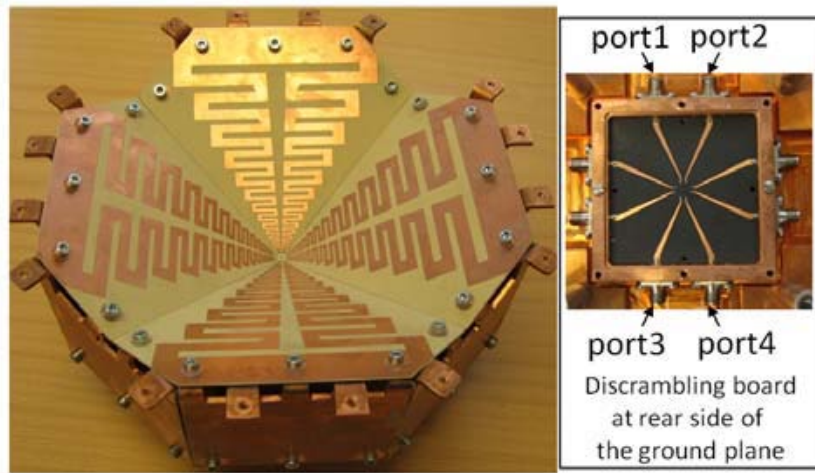 port1 port2
port3 port4
Discrambling board
at rear side of
the ground plane